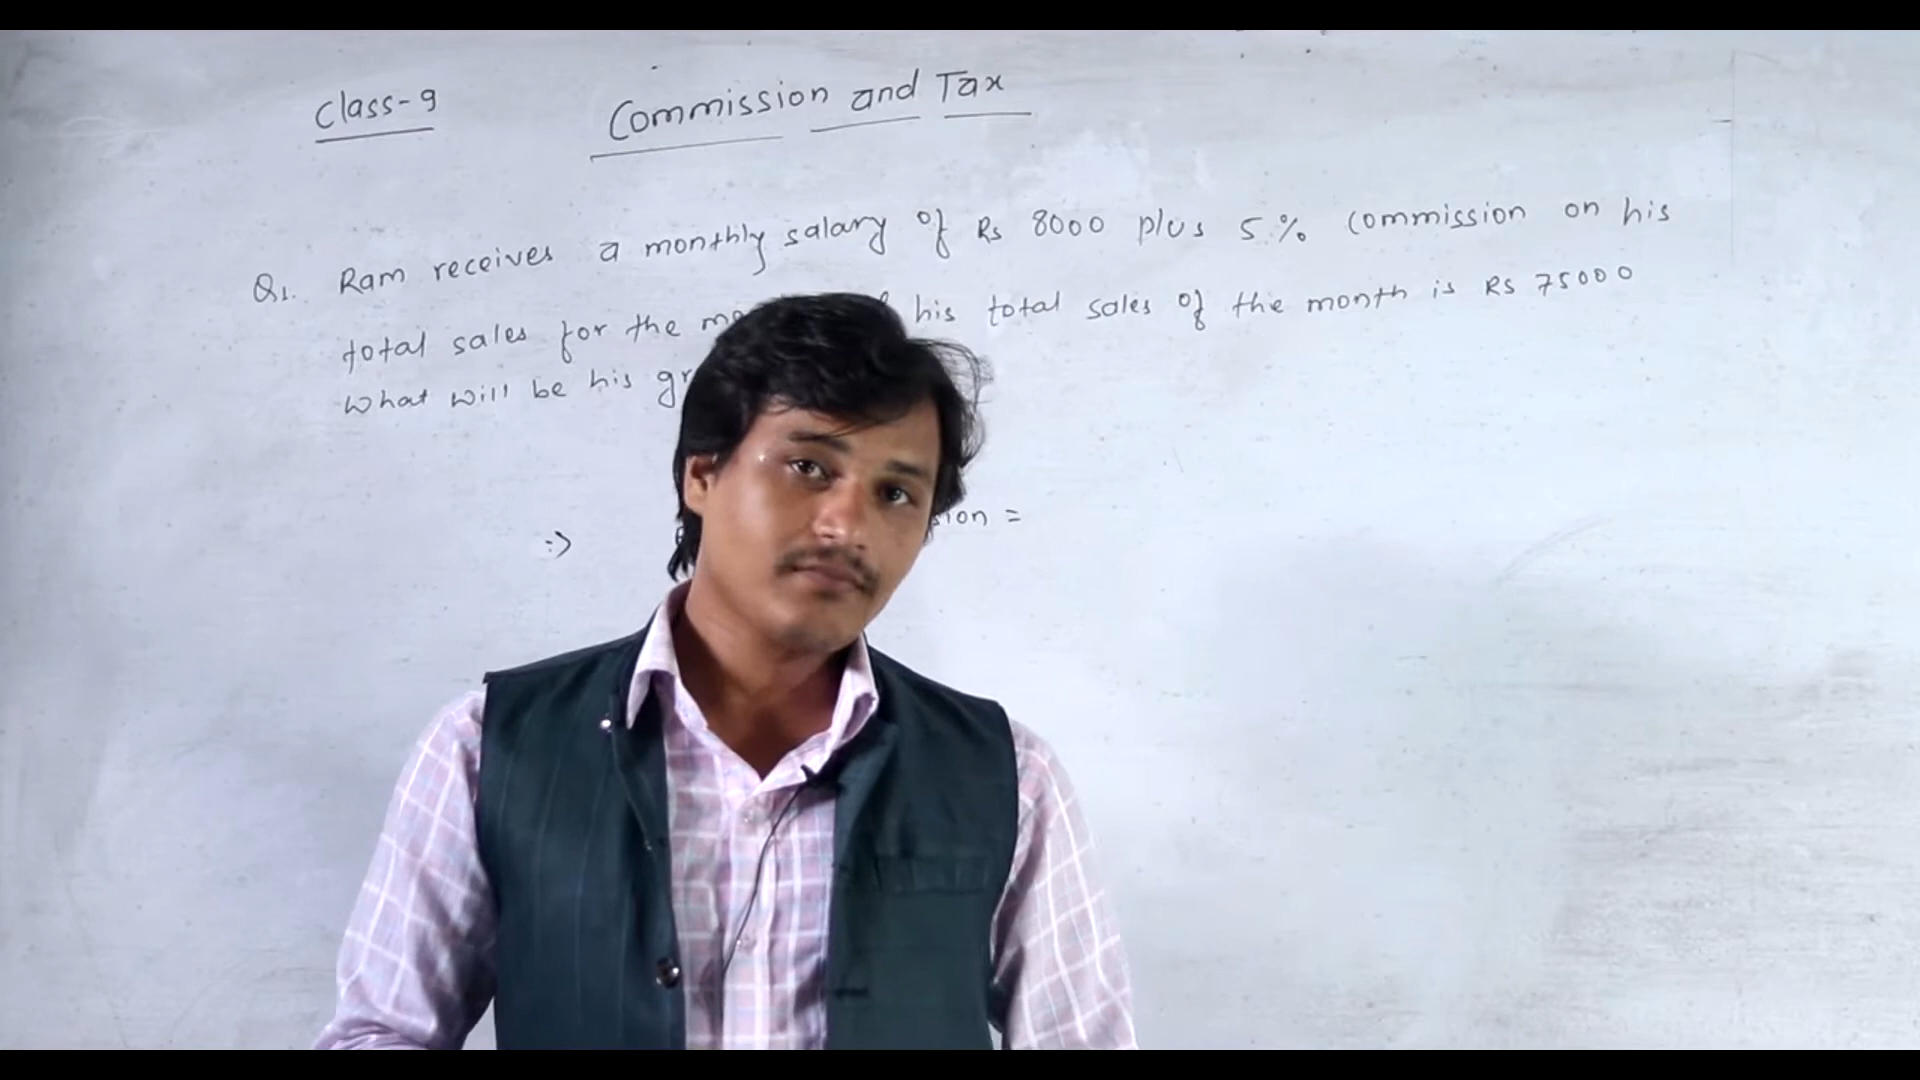 Class-9
Commission and Tax
Q1. Ram receives a monthly salary of Rs 8000 plus 5% commission on his
total sales for the his total sales of the month is Rs 75000
What will be his
=